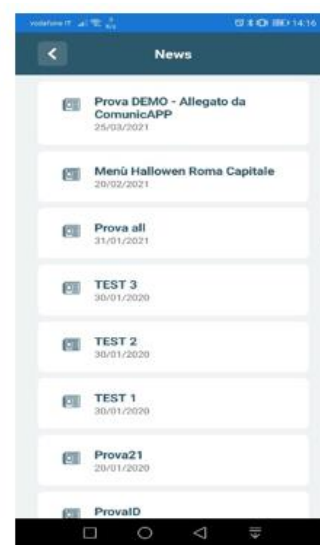 vodafone IT 14:16
News
Prova DEMO - Allegato da
ComunicAPP
25/03/2021
Menù Hallowen Roma Capitale
20/02/2021
Prova all
31/01/2021
TEST 3
30/01/2020
TEST 2
30/01/2020
TEST 1
30/01/2020
Prova21
20/01/2020
ProvaID